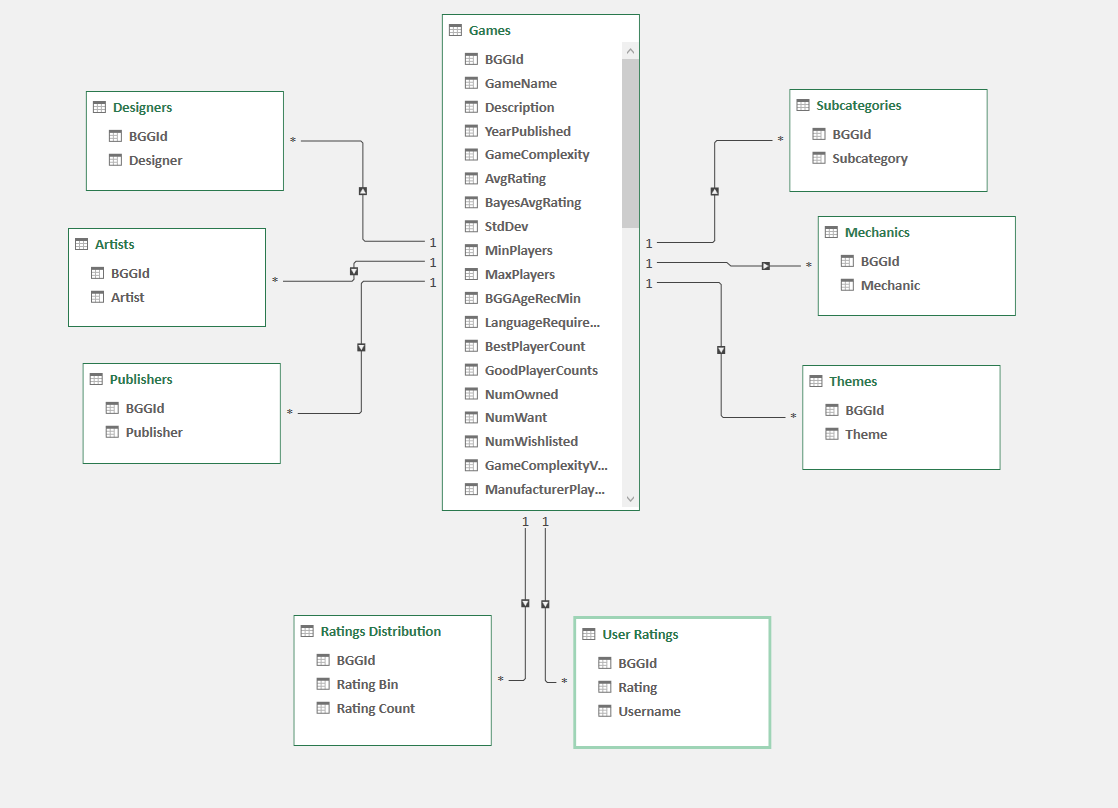 Games
BGGId
GameName
Description
YearPublished
GameComplexity
AvgRating
BayesAvgRating
StdDev
MinPlayers
MaxPlayers
BGGAgeRecMin
LanguageRequire...
BestPlayerCount
GoodPlayerCounts
NumOwned
NumWant
NumWishlisted
GameComplexityV...
ManufacturerPlay...
Designers
BGGId
Designer
Artists
BGGId
Artist
Publishers
BGGId
Publisher
Subcategories
BGGId
Subcategory
Mechanics
BGGId
Mechanic
Themes
BGGId
Theme
* 1
* 1
* 1
1 *
1 *
1 *
1 1
* *
Ratings Distribution
BGGId
Rating Bin
Rating Count
User Ratings
BGGId
Rating
Username